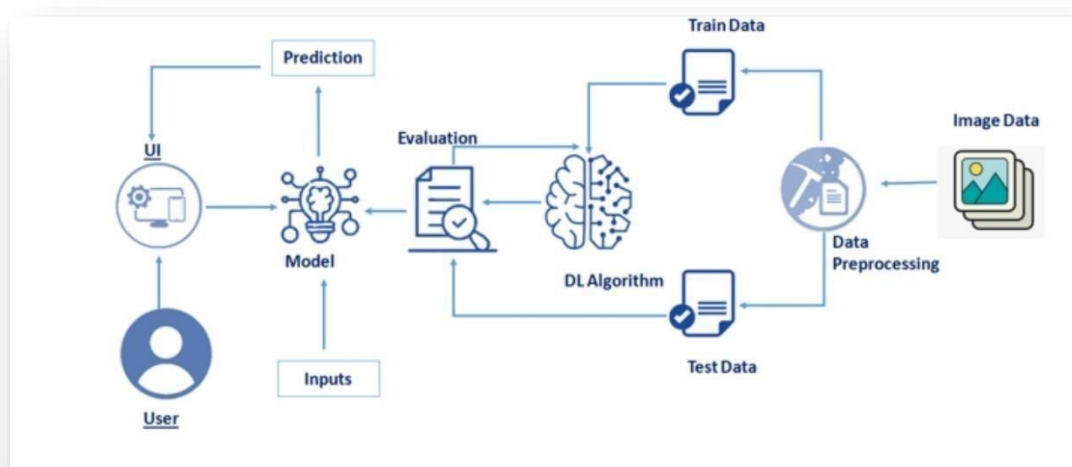 Train Data
Prediction
Image Data
Evaluation
UI
Data
Preprocessing
Model
DL Algorithm
Inputs
Test Data
User